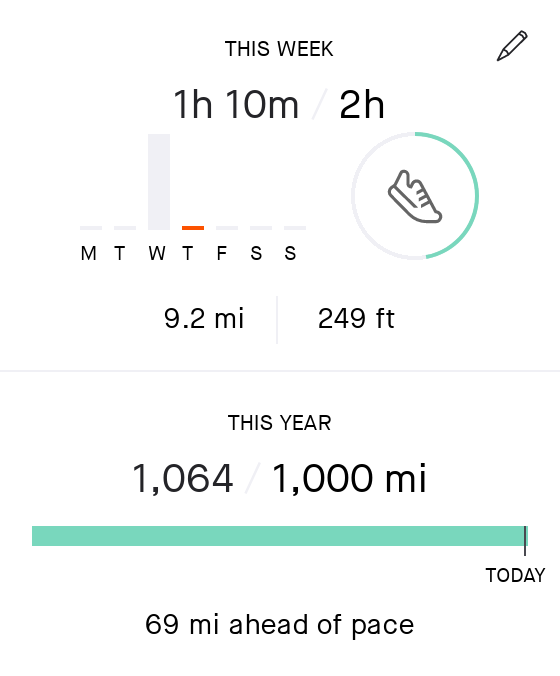 THIS WEEK
1h 10m / 2h
M T W T F S S
9.2 mi 249 ft
THIS YEAR
1,064 / 1,000 mi
TODAY
69 mi ahead of pace